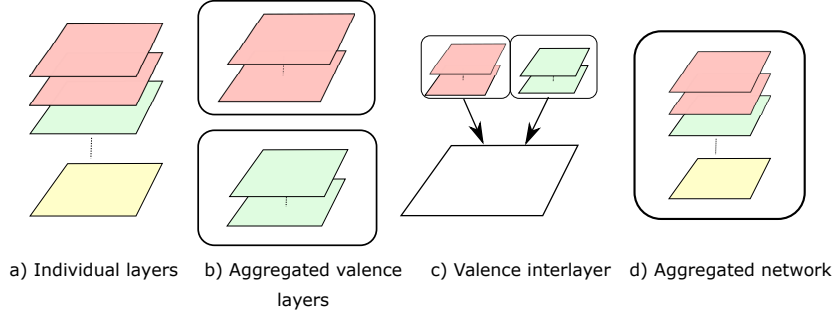 a) Individual layers
b) Aggregated valence
layers
c) Valence interlayer
d) Aggregated network